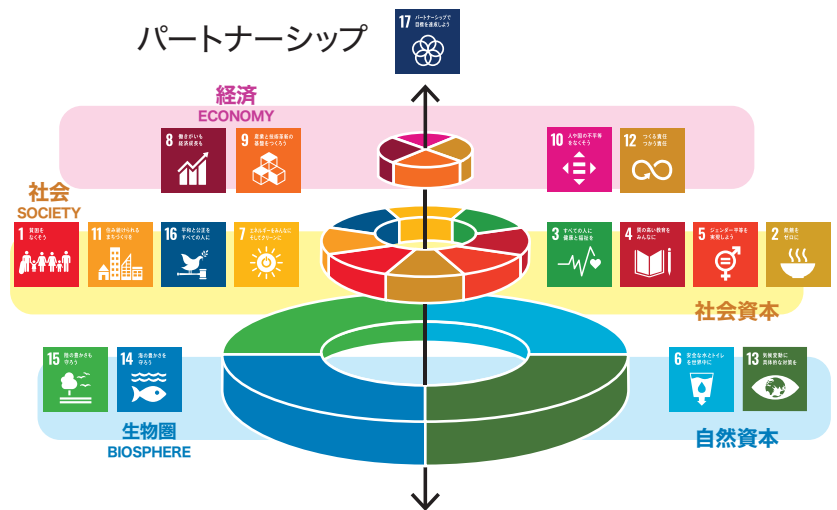 パートナーシップ
17 パートナーシップで
目標を達成しよう
経済
ECONOMY
8 働きがいも
経済成長も
9 産業と技術革新の
基盤をつくろう
10 人や国の不平等
をなくそう
12 つくる責任
つかう責任
社会
SOCIETY
1 貧困を
なくそう
11 住み続けられる
まちづくりを
16 平和と公正を
すべての人に
7 エネルギーをみんなに
そしてクリーンに
3 すべての人に
健康と福祉を
4 質の高い教育を
みんなに
5 ジェンダー平等を
実現しよう
2 飢餓を
ゼロに
社会資本
15 陸の豊かさも
守ろう
14 海の豊かさを
守ろう
6 安全な水とトイレ
を世界中に
13 気候変動に
具体的な対策を
生物圏
BIOSPHERE
自然資本